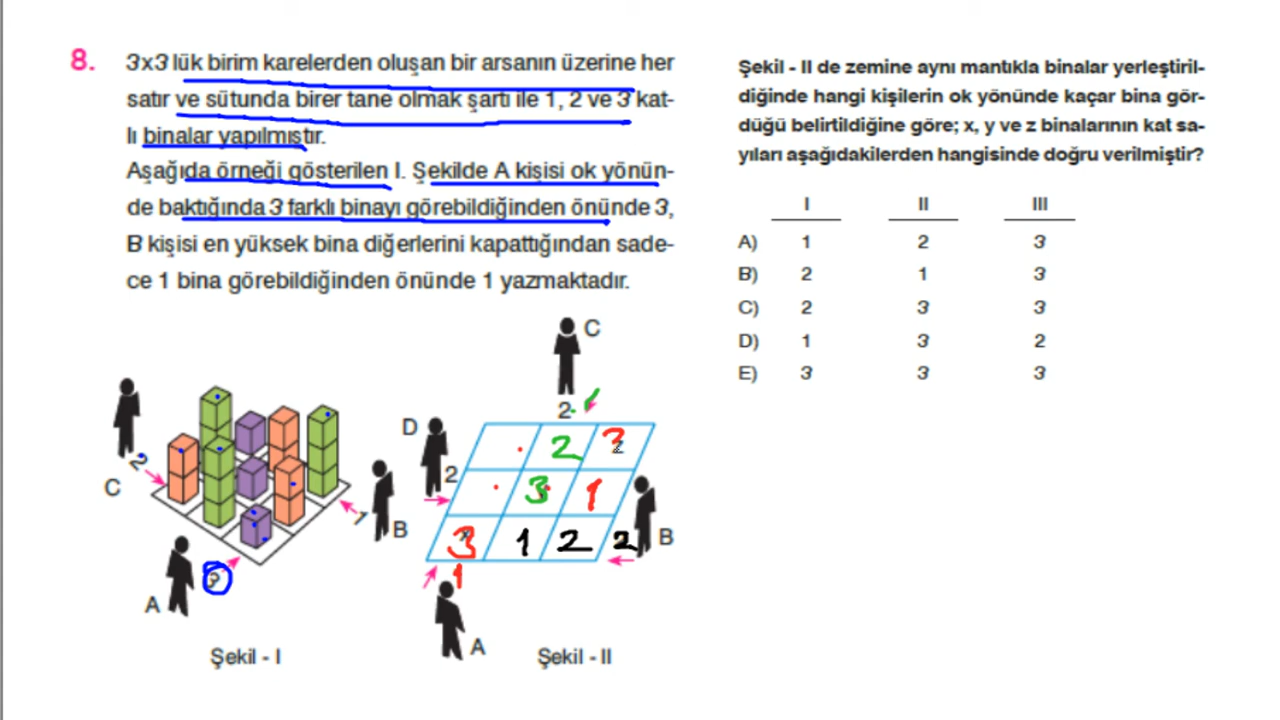 8. 3x3 lük birim karelerden oluşan bir arsanın üzerine her
satır ve sütunda birer tane olmak şartı ile 1, 2 ve 3 kat-
lı binalar yapılmıştır.
Aşağıda örneği gösterilen I. Şekilde A kişisi ok yönün-
de baktığında 3 farklı binayı görebildiğinden önünde 3,
B kişisi en yüksek bina diğerlerini kapattığından sade-
ce 1 bina görebildiğinden önünde 1 yazmaktadır.
C
2
1
B
A
3
Şekil - I
C
2
D
2
2 3
3 1
3 1 2 2
B
1
A
Şekil - II
Şekil - II de zemine aynı mantıkla binalar yerleştiril-
diğinde hangi kişilerin ok yönünde kaçar bina gör-
düğü belirtildiğine göre; x, y ve z binalarının kat sa-
yıları aşağıdakilerden hangisinde doğru verilmiştir?
I II III
A) 1 2 3
B) 2 1 3
C) 2 3 3
D) 1 3 2
E) 3 3 3